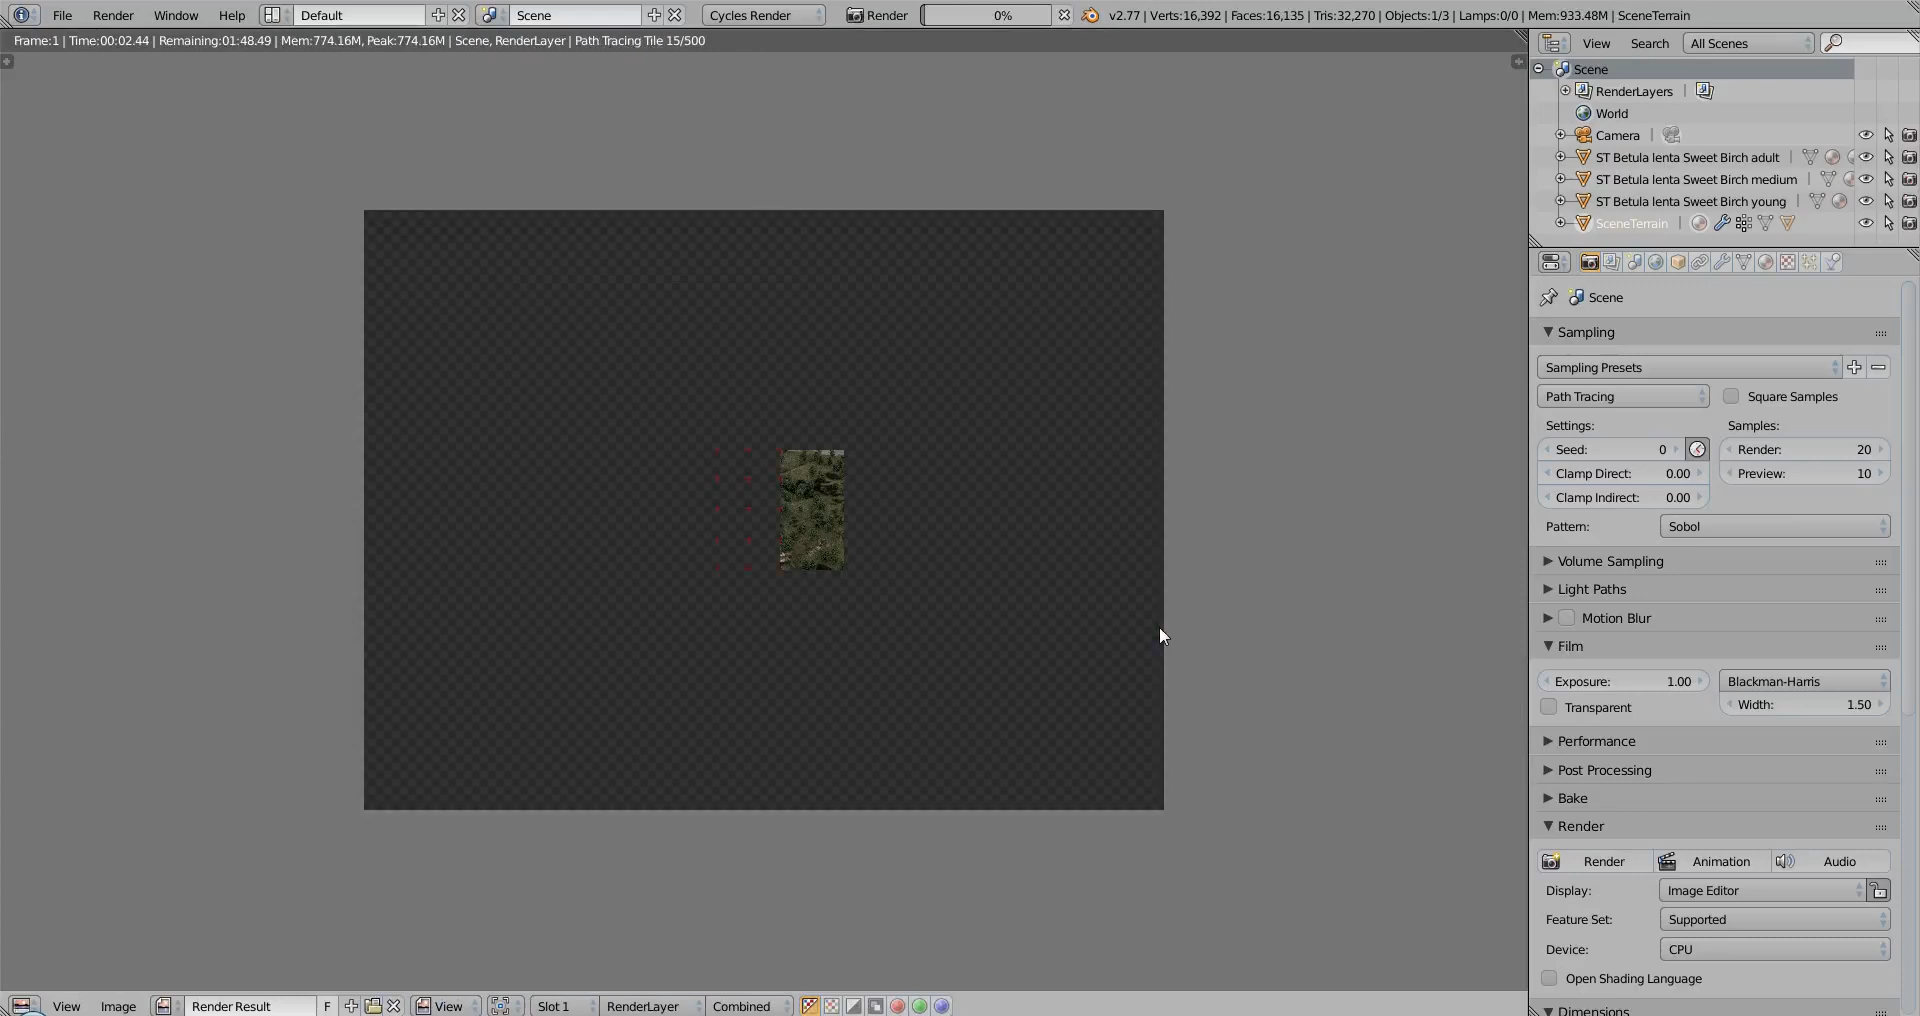 File Render Window Help Default Scene Cycles Render Render 0% v2.77 | Verts:16,392 | Faces:16,135 | Tris:32,270 | Objects:1/3 | Lamps:0/0 | Mem:933.48M | SceneTerrain
Frame:1 | Time:00:02.44 | Remaining:01:48.49 | Mem:774.16M, Peak:774.16M | Scene, RenderLayer | Path Tracing Tile 15/500
View Search All Scenes
Scene
RenderLayers
World
Camera
ST Betula lenta Sweet Birch adult
ST Betula lenta Sweet Birch medium
ST Betula lenta Sweet Birch young
SceneTerrain
Scene
Sampling
Sampling Presets
Path Tracing Square Samples
Settings: Samples:
Seed: 0 Render: 20
Clamp Direct: 0.00 Preview: 10
Clamp Indirect: 0.00
Pattern: Sobol
Volume Sampling
Light Paths
Motion Blur
Film
Exposure: 1.00 Blackman-Harris
Transparent Width: 1.50
Performance
Post Processing
Bake
Render
Render Animation Audio
Display: Image Editor
Feature Set: Supported
Device: CPU
Open Shading Language
Dimensions
View Image Render Result F View Slot 1 RenderLayer Combined